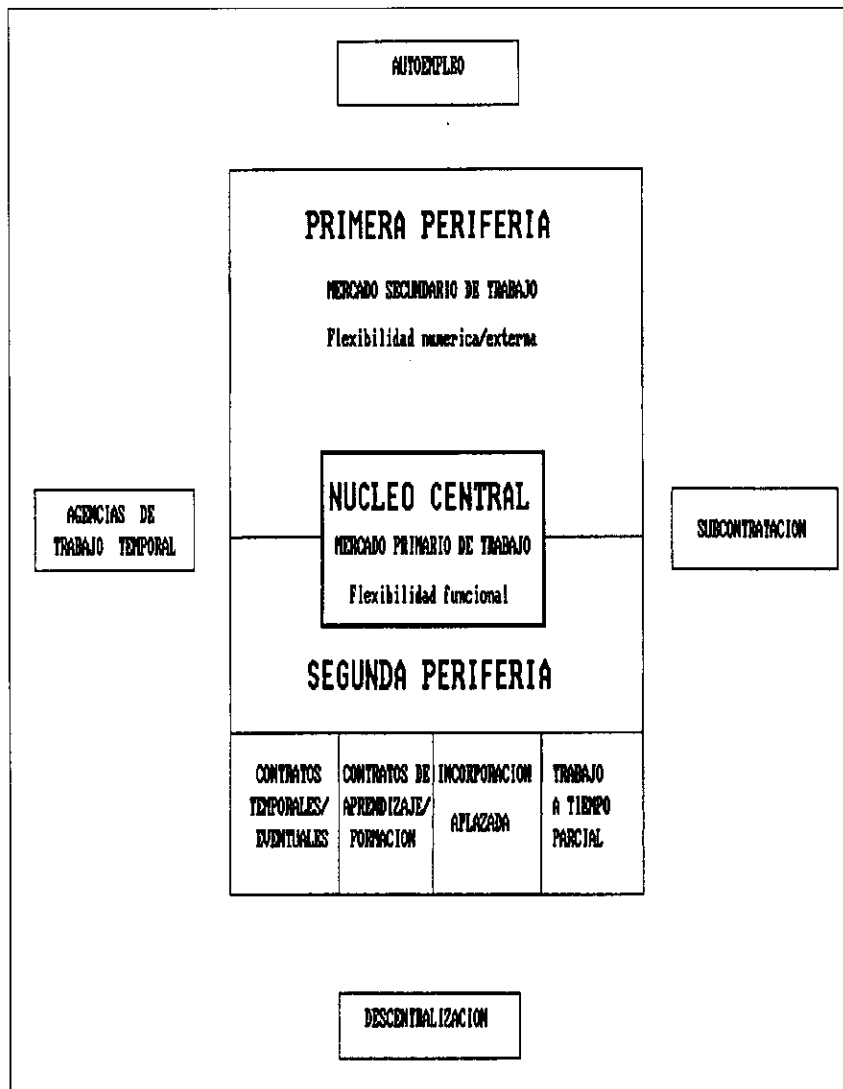 AUTOEMPLEO
PRIMERA PERIFERIA
MERCADO SECUNDARIO DE TRABAJO
Flexibilidad numerica/externa
NUCLEO CENTRAL
MERCADO PRIMARIO DE TRABAJO
Flexibilidad funcional
AGENCIAS DE
TRABAJO TEMPORAL
SUBCONTRATACION
SEGUNDA PERIFERIA
CONTRATOS
TEMPORALES/
EVENTUALES
CONTRATOS DE
APRENDIZAJE/
FORMACION
INCORPORACION
APLAZADA
TRABAJO
A TIEMPO
PARCIAL
DESCENTRALIZACION